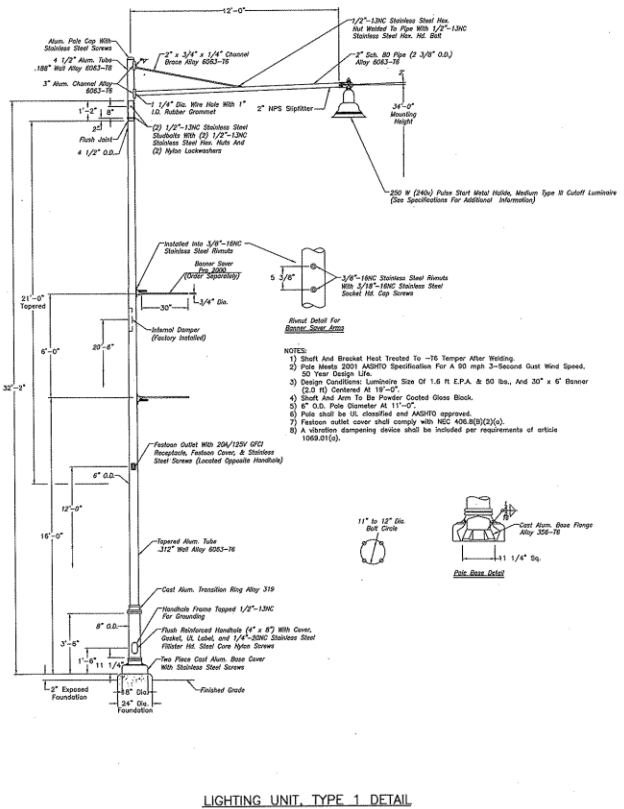 12'-0"
Alum. Pole Cap With
Stainless Steel Screws
4 1/2" Alum. Tube
.188" Wall Alloy 6063-T6
3" Alum. Channel Alloy
6063-T6
2" x 3/4" x 1/4" Channel
Brace Alloy 6063-T6
1/2"-13NC Stainless Steel Hex.
Nut Welded To Pipe With 1/2"-13NC
Stainless Steel Hex. Hd. Bolt
2" Sch. 80 Pipe (2 3/8" O.D.)
Alloy 6063-T6
1 1/4" Dia. Wire Hole With 1"
I.D. Rubber Grommet
2" NPS Slipfitter
34'-0"
Mounting
Height
1'-2"
8"
2"
Flush Joint
4 1/2" O.D.
(2) 1/2"-13NC Stainless Steel
Studbolts With (2) 1/2"-13NC
Stainless Steel Hex Nuts And
(2) Nylon Lockwashers
250 W (240v) Pulse Start Metal Halide, Medium Type III Cutoff Luminaire
(See Specifications For Additional Information)
Installed Into 3/8"-16NC
Stainless Steel Rivnuts
Banner Saver
Pro 2000
(Order Separately)
30"
3/4" Dia.
5 3/8"
3/8"-16NC Stainless Steel Rivnuts
With 3/18"-16NC Stainless Steel
Socket Hd. Cap Screws
Rivnut Detail For
Banner Saver Arms
21'-0"
Tapered
Internal Damper
(Factory Installed)
20'-6"
6'-0"
32'-2"
NOTES:
1) Shaft And Bracket Heat Treated To -T6 Temper After Welding.
2) Pole Meets 2001 AASHTO Specification For A 90 mph 3-Second Gust Wind Speed,
50 Year Design Life.
3) Design Conditions: Luminaire Size Of 1.6 ft E.P.A. & 50 lbs., And 30" x 6' Banner
(2.0 ft) Centered At 19'-0".
4) Shaft And Arm To Be Powder Coated Gloss Black.
5) 6" O.D. Pole Diameter At 11'-0".
6) Pole shall be UL classified and AASHTO approved.
7) Festoon outlet cover shall comply with NEC 406.8(B)(2)(a).
8) A vibration dampening device shall be included per requirements of article
1069.01(a).
Festoon Outlet With 20A/125V GFCI
Receptacle, Festoon Cover, & Stainless
Steel Screws (Located Opposite Handhole)
6" O.D.
12'-0"
16'-0"
11" to 12" Dia.
Bolt Circle
Cast Alum. Base Flange
Alloy 356-T6
11 1/4" Sq.
Pole Base Detail
Tapered Alum. Tube
.312" Wall Alloy 6063-T6
Cast Alum. Transition Ring Alloy 319
Handhole Frame Tapped 1/2"-13NC
For Grounding
8" O.D.
3'-6"
Flush Reinforced Handhole (4" x 8") With Cover,
Gasket, UL Label, and 1/4"-20NC Stainless Steel
Fillister Hd. Steel Core Nylon Screws
1'-6"
11 1/4"
Two Piece Cast Alum. Base Cover
With Stainless Steel Screws
2" Exposed
Foundation
18" Dia.
24" Dia.
Foundation
Finished Grade
LIGHTING UNIT, TYPE 1 DETAIL